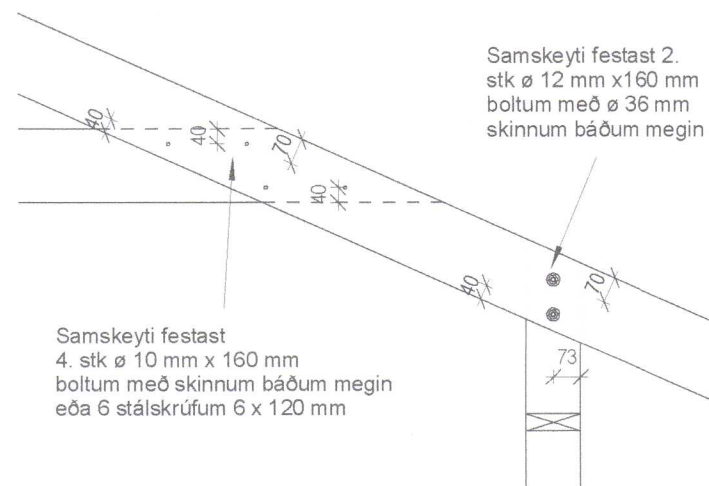 Samskeyti festast 2.
stk ø 12 mm x160 mm
boltum með ø 36 mm
skinnum báðum megin
40
40
70
40
40
70
73
Samskeyti festast
4. stk ø 10 mm x 160 mm
boltum með skinnum báðum megin
eða 6 stálskrúfum 6 x 120 mm